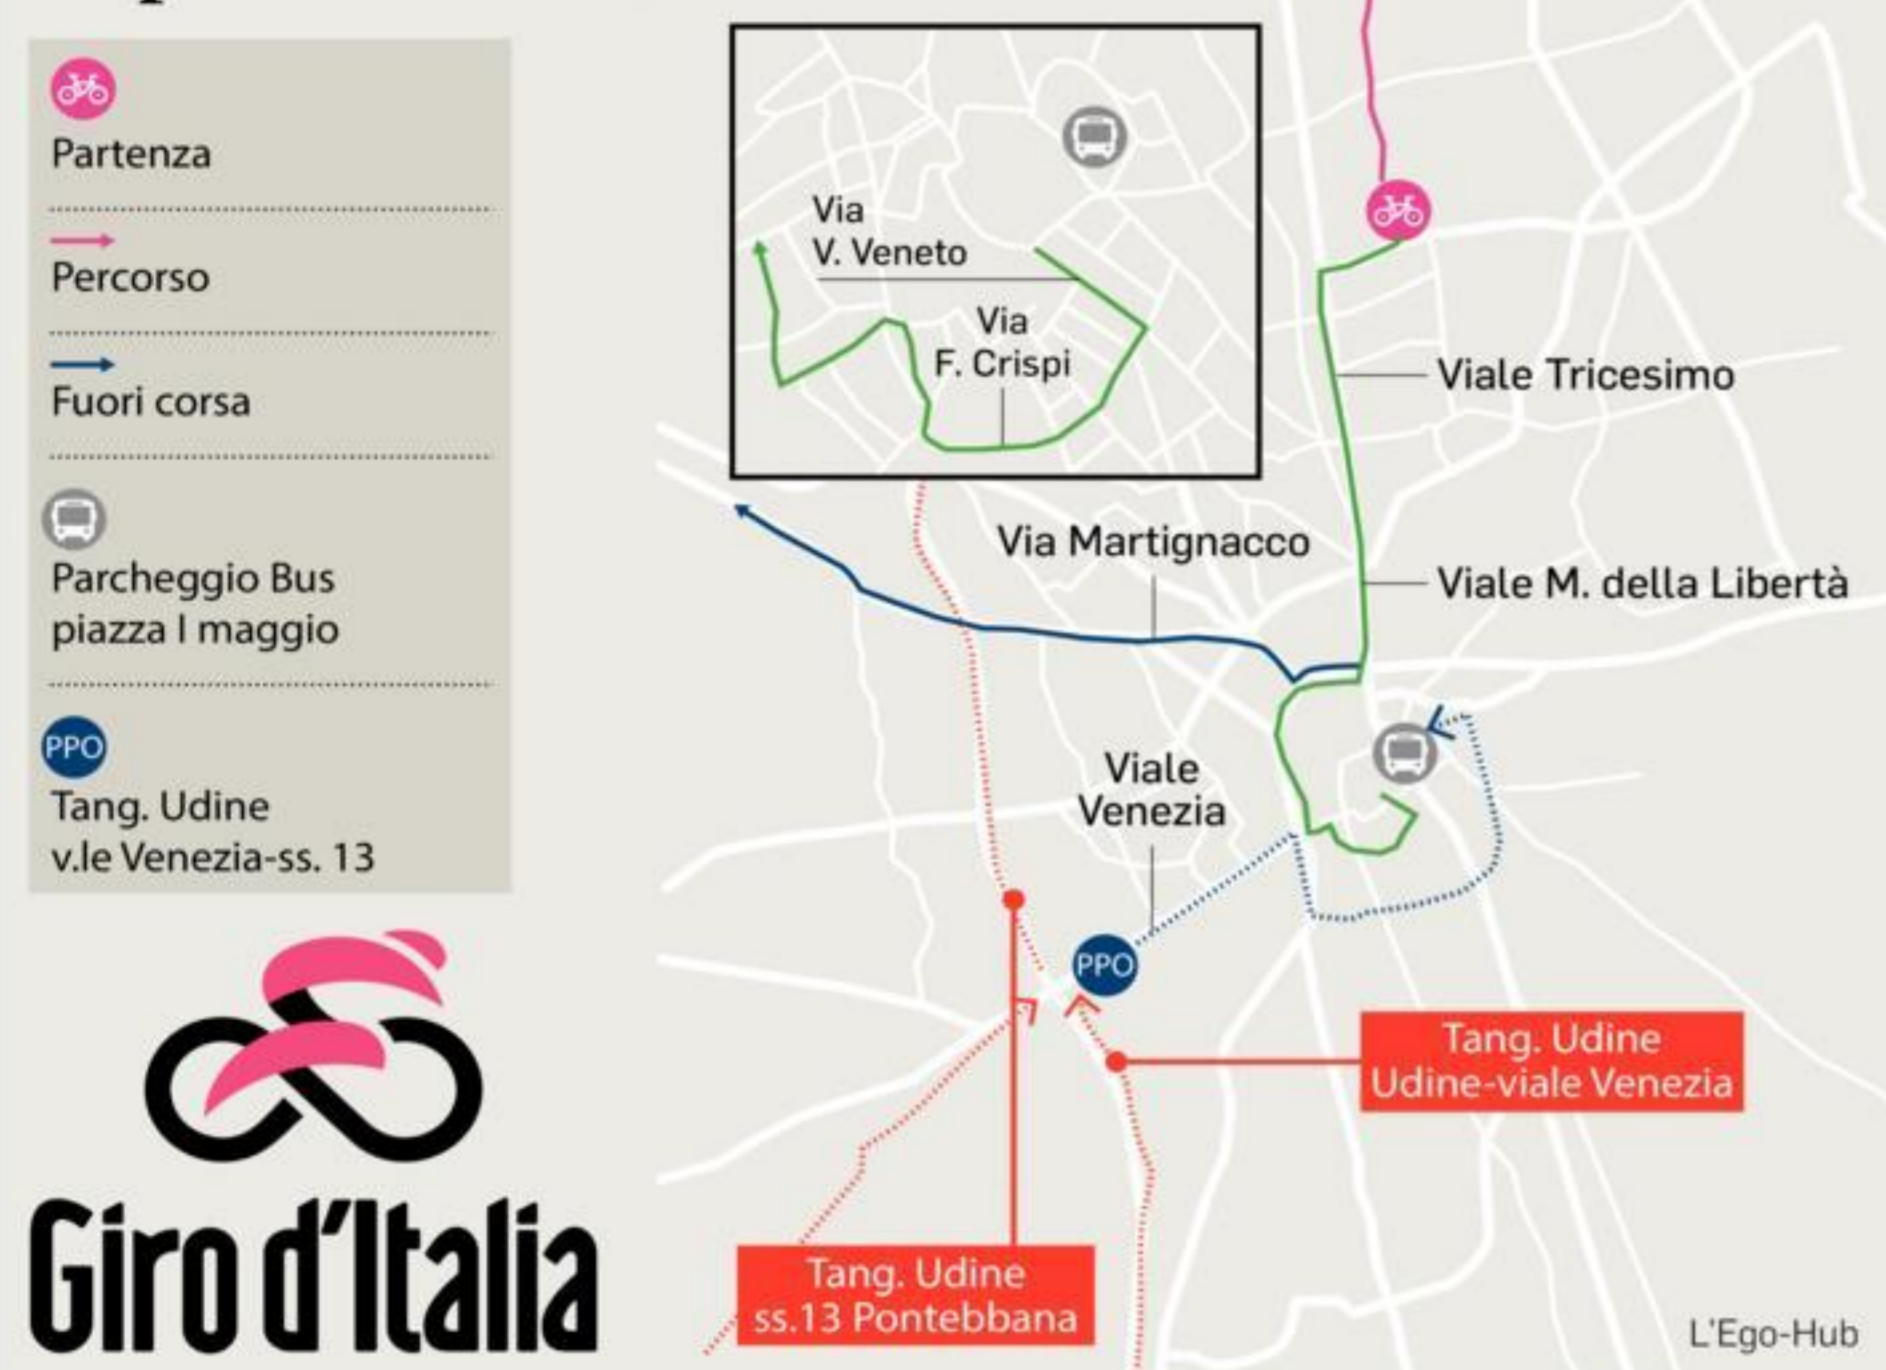 Partenza
Percorso
Fuori corsa
Parcheggio Bus
piazza I maggio
PPO
Tang. Udine
v.le Venezia-ss. 13
Giro d'Italia
Via
V. Veneto
Via
F. Crispi
Viale Tricesimo
Via Martignacco
Viale M. della Libertà
Viale
Venezia
PPO
Tang. Udine
Udine-viale Venezia
Tang. Udine
ss.13 Pontebbana
L'Ego-Hub